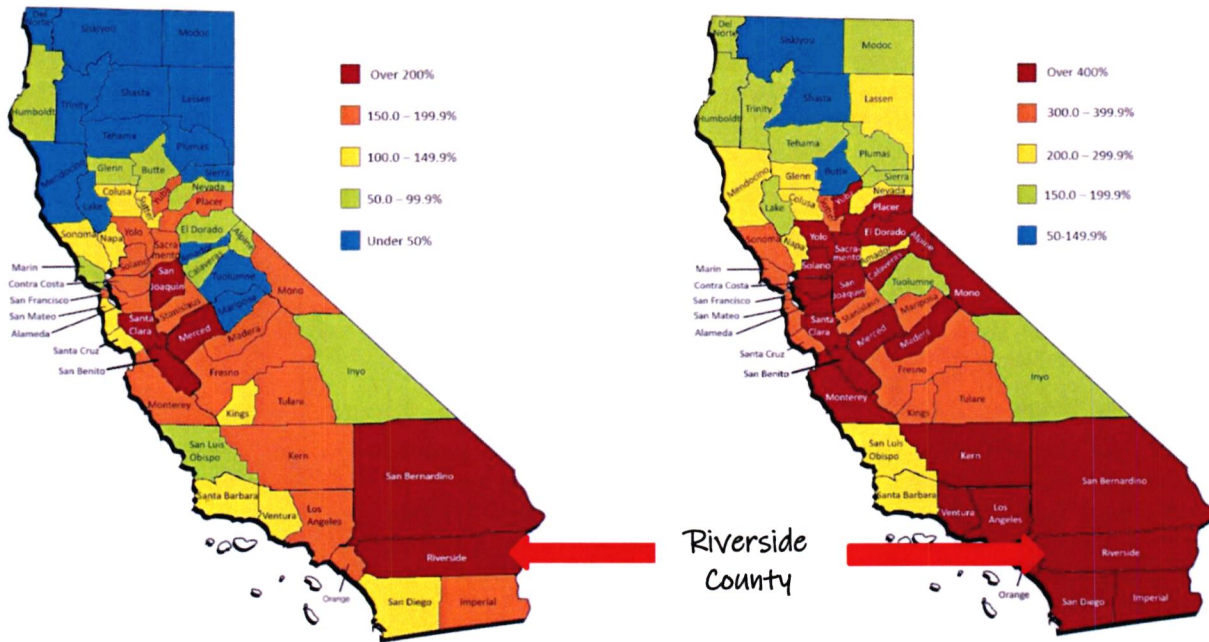 Del
Norte
Siskiyou
Modoc
Humboldt
Trinity
Shasta
Lassen
Tehama
Plumas
Mendocino
Glenn
Butte
Sierra
Lake
Colusa
Sutter
Yuba
Nevada
Placer
Sonoma
Napa
Yolo
Sacra-
mento
El Dorado
Alpine
Solano
Calaveras
Tuolumne
Marin
Contra Costa
San Francisco
San Mateo
Alameda
San
Joaquin
Stanislaus
Mariposa
Mono
Santa
Clara
Merced
Madera
Santa Cruz
San Benito
Fresno
Inyo
Monterey
Kings
Tulare
San Luis
Obispo
Kern
San Bernardino
Santa Barbara
Ventura
Los
Angeles
Riverside
Orange
San Diego
Imperial
Over 200%
150.0 – 199.9%
100.0 – 149.9%
50.0 – 99.9%
Under 50%
Riverside
County
Del
Norte
Siskiyou
Modoc
Humboldt
Trinity
Shasta
Lassen
Tehama
Plumas
Mendocino
Glenn
Butte
Sierra
Lake
Colusa
Yuba
Nevada
Placer
Sonoma
Napa
Yolo
Sacra-
mento
El Dorado
Alpine
Amador
Solano
Calaveras
Tuolumne
Marin
Contra Costa
San Francisco
San Mateo
Alameda
San
Joaquin
Stanislaus
Mariposa
Mono
Santa
Clara
Merced
Madera
Santa Cruz
San Benito
Fresno
Inyo
Monterey
Kings
Tulare
San Luis
Obispo
Kern
San Bernardino
Santa Barbara
Ventura
Los
Angeles
Riverside
Orange
San Diego
Imperial
Over 400%
300.0 – 399.9%
200.0 – 299.9%
150.0 – 199.9%
50-149.9%